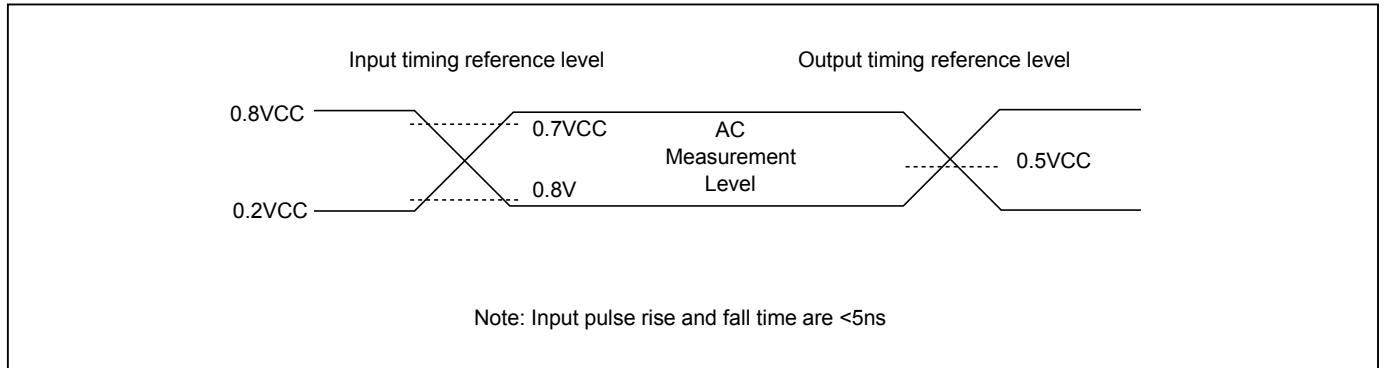 Input timing reference level
Output timing reference level
0.8VCC
0.7VCC
AC
Measurement
Level
0.5VCC
0.8V
0.2VCC
Note: Input pulse rise and fall time are <5ns